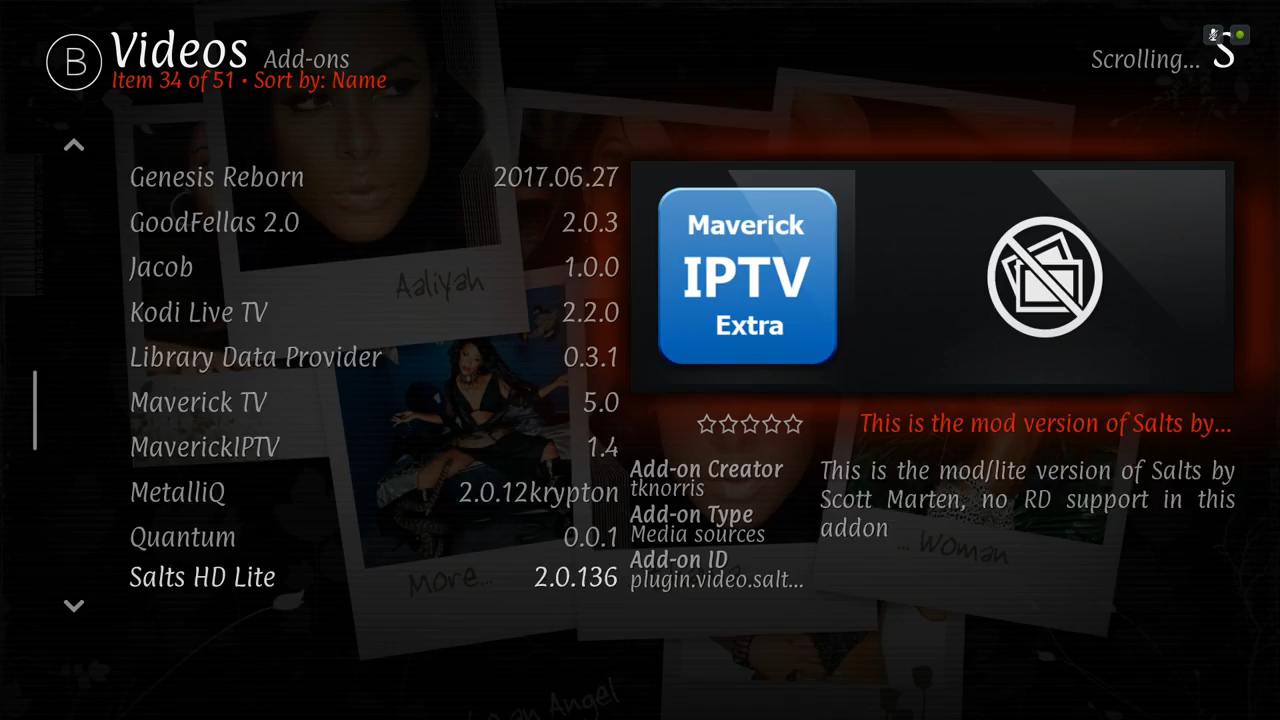 B
Videos Add-ons
Item 34 of 51 • Sort by: Name
Scrolling... S
Genesis Reborn 2017.06.27
GoodFellas 2.0 2.0.3
Jacob 1.0.0
Kodi Live TV 2.2.0
Library Data Provider 0.3.1
Maverick TV 5.0
MaverickIPTV 1.4
MetalliQ 2.0.12krypton
Quantum 0.0.1
Salts HD Lite 2.0.136
Maverick
IPTV
Extra
This is the mod version of Salts by...
Add-on Creator
tknorris
Add-on Type
Media sources
Add-on ID
plugin.video.salt...
This is the mod/lite version of Salts by
Scott Marten, no RD support in this
addon
Aaliyah
More...
... Woman
an Angel